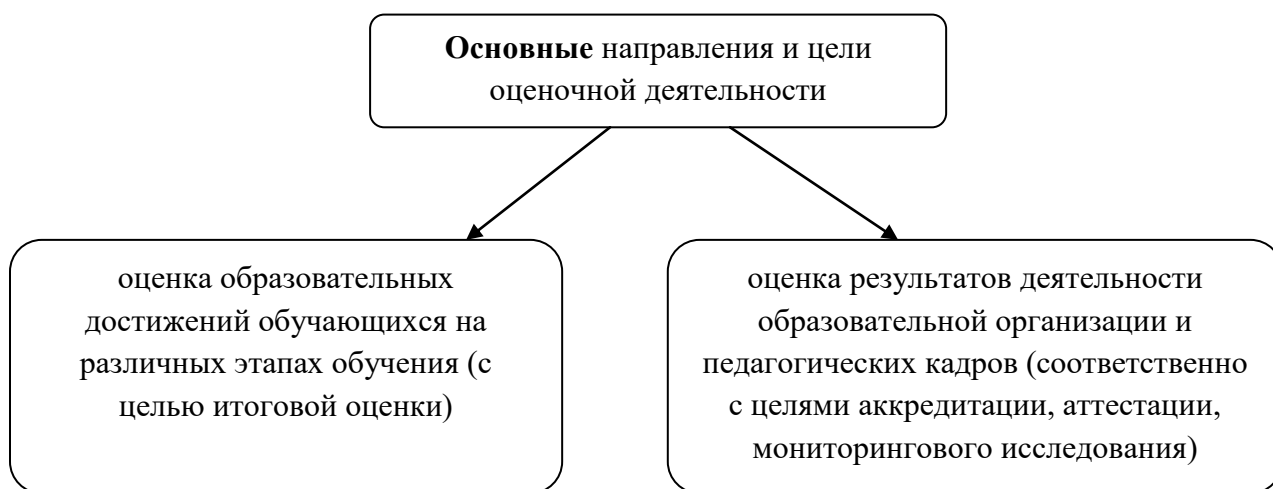 Основные направления и цели
оценочной деятельности
оценка образовательных
достижений обучающихся на
различных этапах обучения (с
целью итоговой оценки)
оценка результатов деятельности
образовательной организации и
педагогических кадров (соответственно
с целями аккредитации, аттестации,
мониторингового исследования)